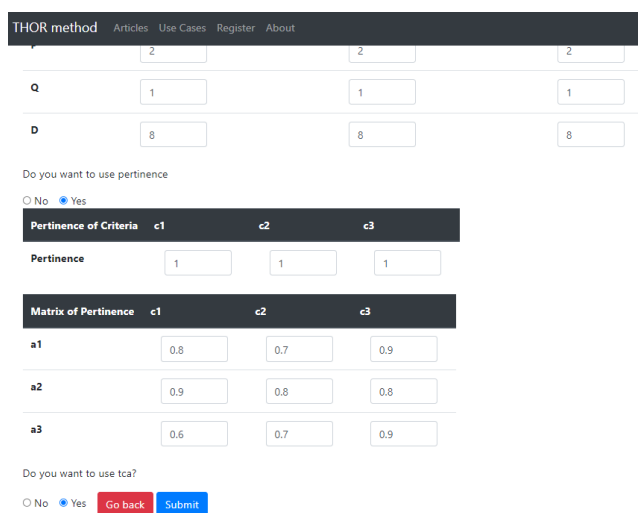 THOR method Articles Use Cases Register About
P 2 2 2
Q 1 1 1
D 8 8 8
Do you want to use pertinence
No Yes
Pertinence of Criteria c1 c2 c3
Pertinence 1 1 1
Matrix of Pertinence c1 c2 c3
a1 0.8 0.7 0.9
a2 0.9 0.8 0.8
a3 0.6 0.7 0.9
Do you want to use tca?
No Yes Go back Submit